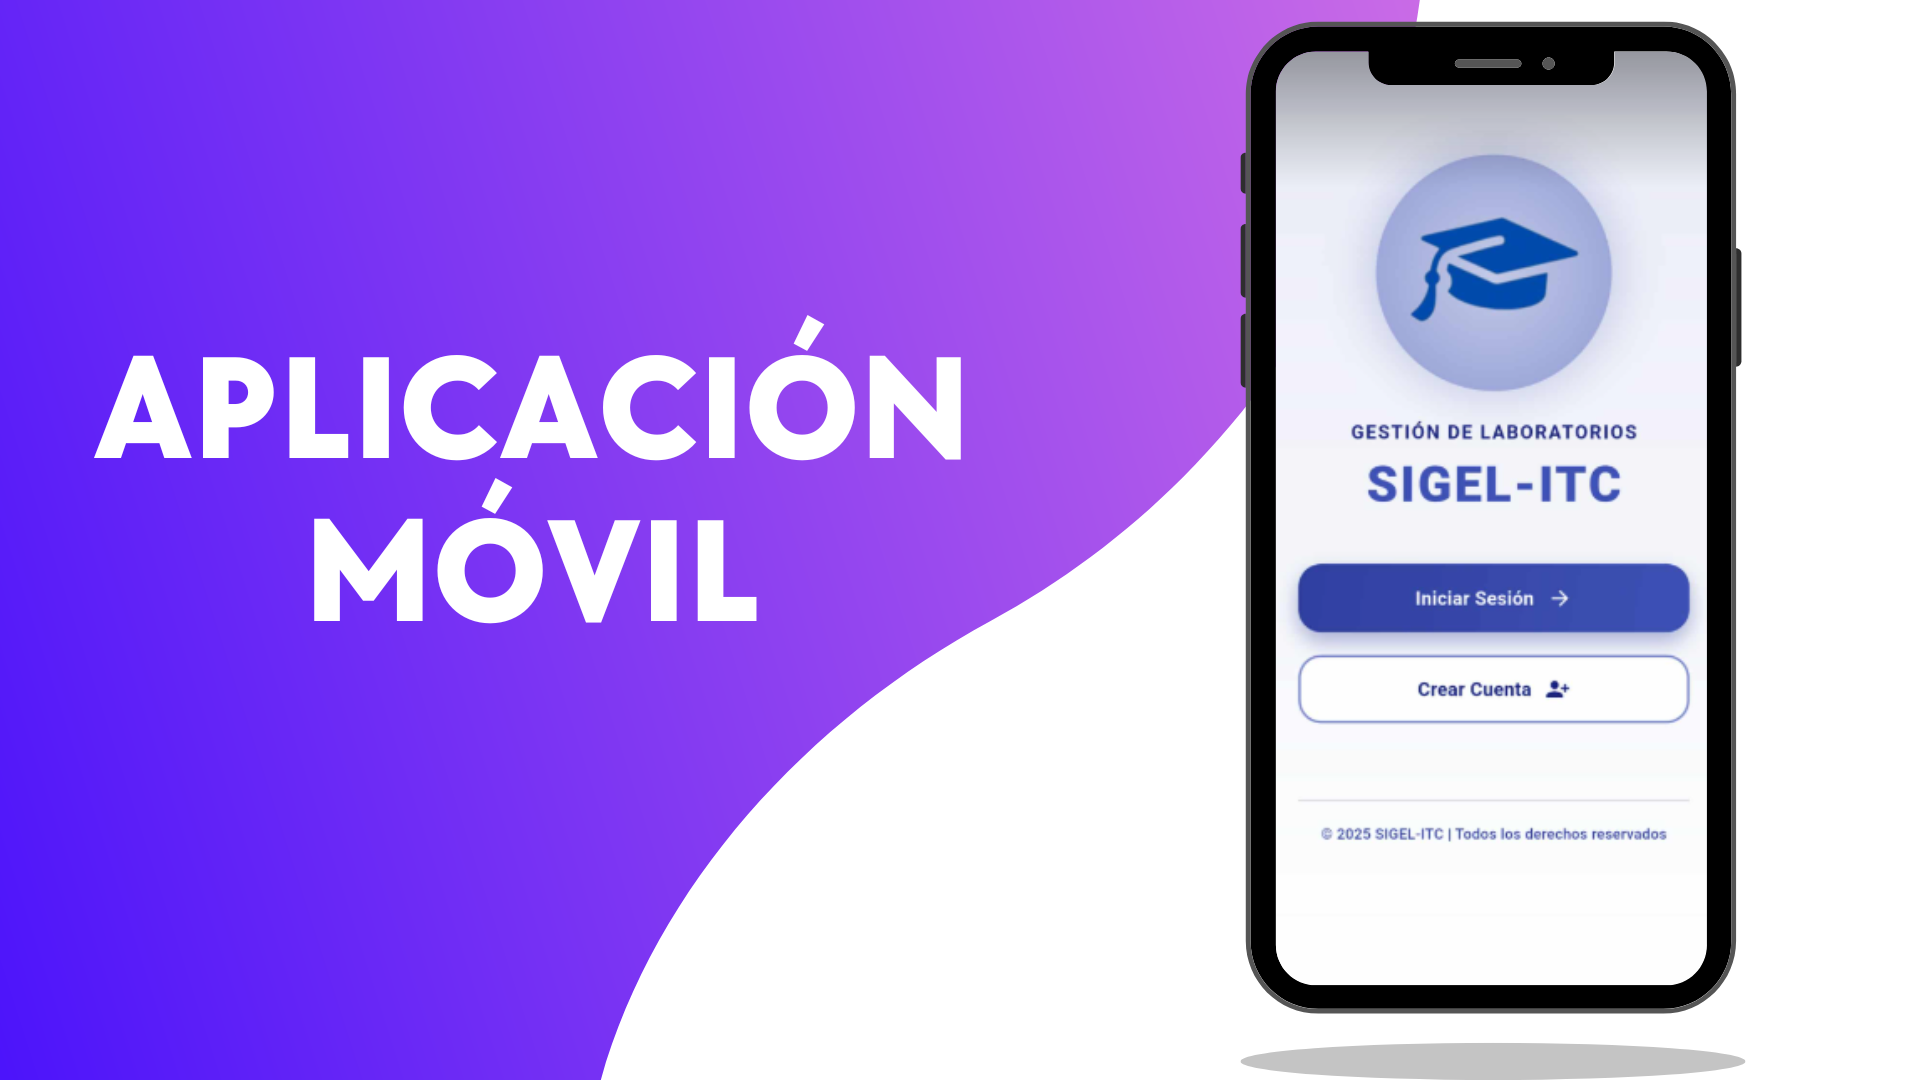 APLICACIÓN
MÓVIL
GESTIÓN DE LABORATORIOS
SIGEL-ITC
Iniciar Sesión
Crear Cuenta
© 2025 SIGEL-ITC | Todos los derechos reservados